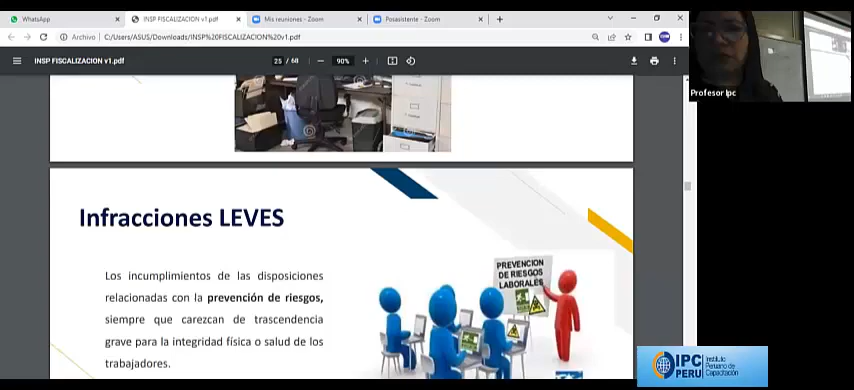 WhatsApp
INSP FISCALIZACION v1.pdf
Mis reuniones - Zoom
Posasistente - Zoom
Archivo
C:/Users/ASUS/Downloads/INSP%20FISCALIZACION%20v1.pdf
INSP FISCALIZACION v1.pdf
25 / 68
90%
Profesor Ipc
Infracciones LEVES
Los incumplimientos de las disposiciones
relacionadas con la prevención de riesgos,
siempre que carezcan de trascendencia
grave para la integridad física o salud de los
trabajadores.
PREVENCION
DE RIESGOS
LABORALES
IPC
PERU
Instituto
Peruano de
Capacitación